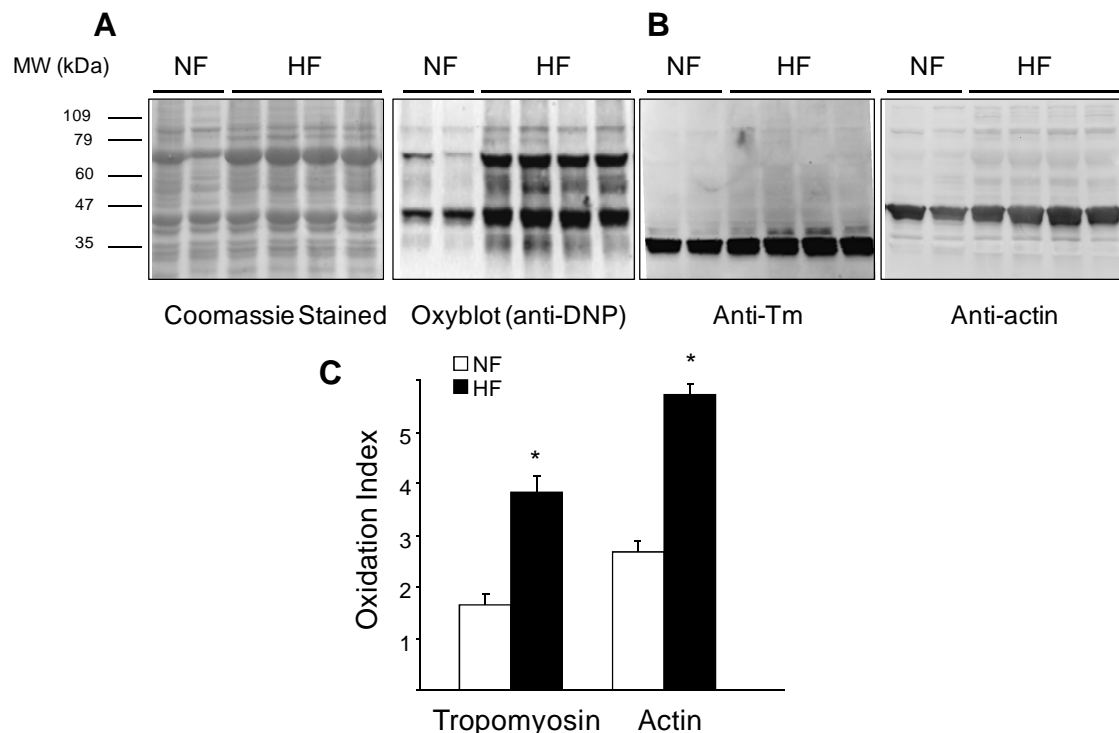 A
B
MW (kDa)
NF HF NF HF NF HF NF HF
109
79
60
47
35
Coomassie Stained
Oxyblot (anti-DNP)
Anti-Tm
Anti-actin
C
NF
HF
*
*
Oxidation Index
5
4
3
2
1
Tropomyosin
Actin